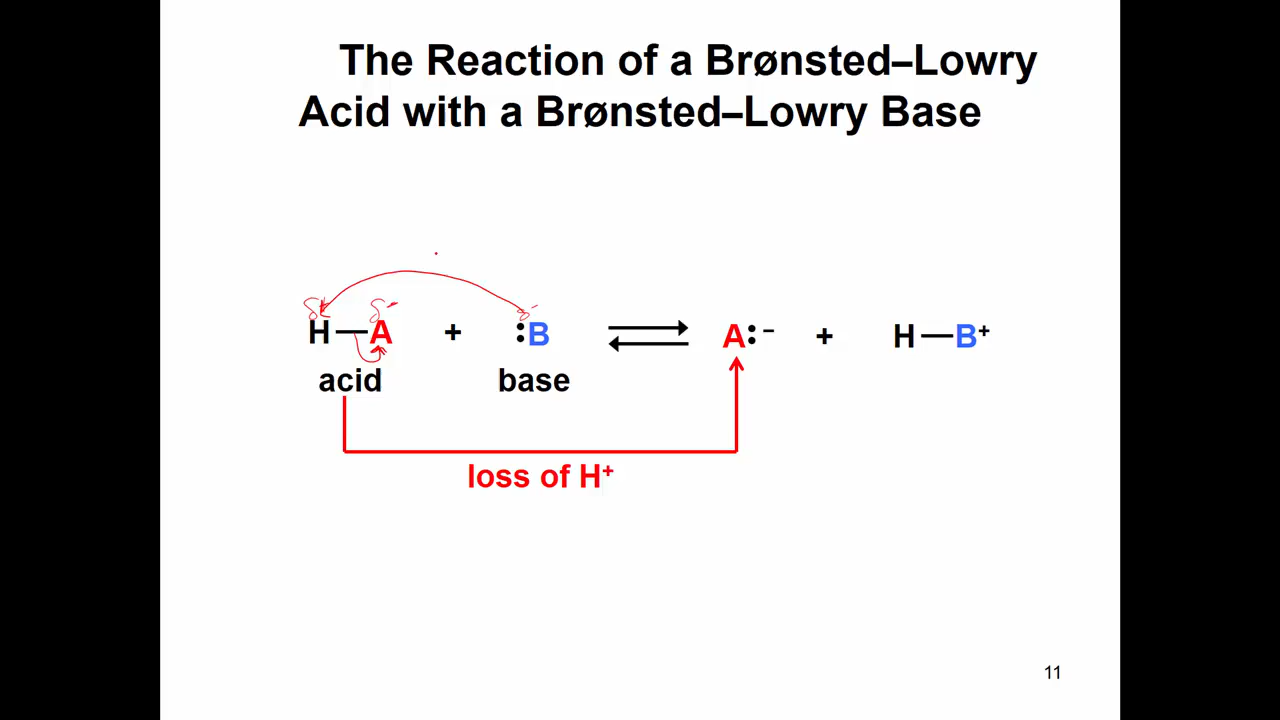 The Reaction of a Brønsted–Lowry
Acid with a Brønsted–Lowry Base
δ+ δ- δ-
H—A + :B ⇌ A:⁻ + H—B⁺
acid base
loss of H⁺
11